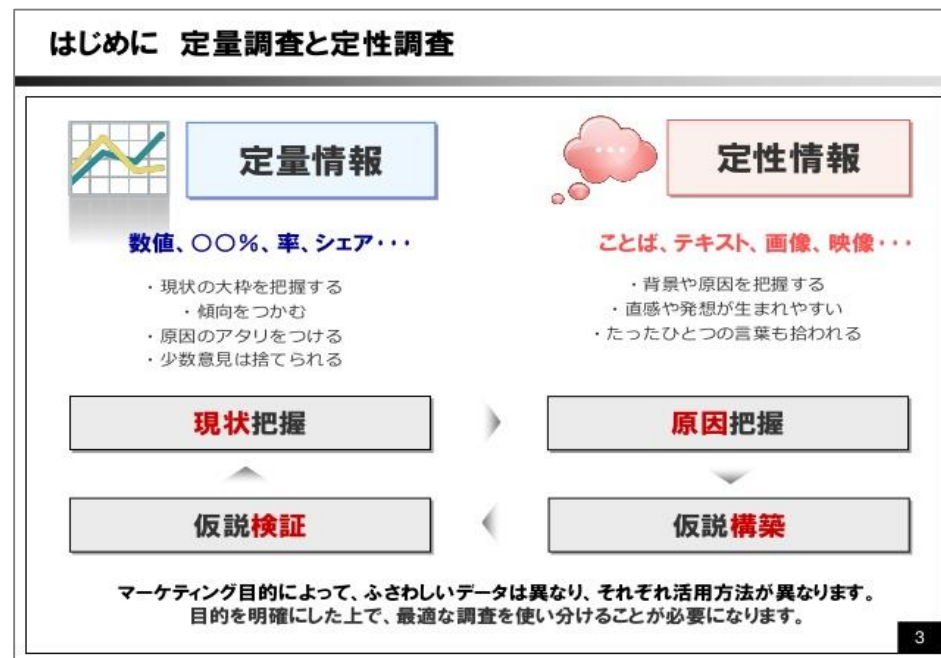 はじめに 定量調査と定性調査
定量情報
数値、〇〇%、率、シェア・・・
・現状の大枠を把握する
・傾向をつかむ
・原因のアタリをつける
・少数意見は捨てられる
定性情報
ことば、テキスト、画像、映像・・・
・背景や原因を把握する
・直感や発想が生まれやすい
・たったひとつの言葉も拾われる
現状把握
原因把握
仮説検証
仮説構築
マーケティング目的によって、ふさわしいデータは異なり、それぞれ活用方法が異なります。
目的を明確にした上で、最適な調査を使い分けることが必要になります。
3